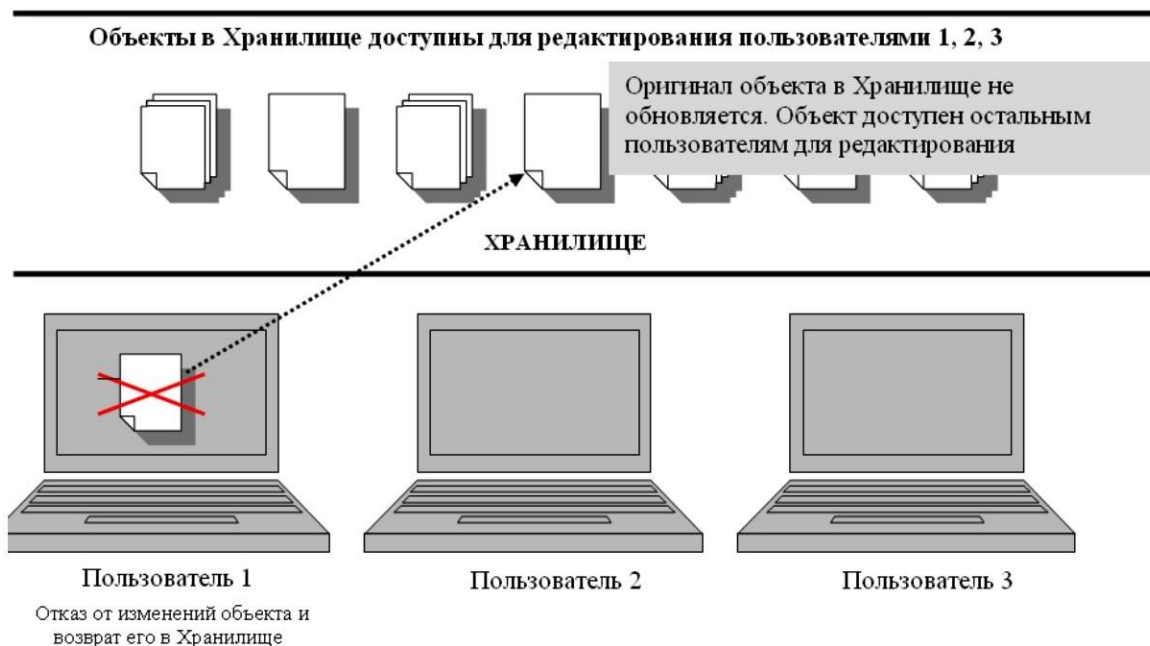 Объекты в Хранилище доступны для редактирования пользователями 1, 2, 3
Оригинал объекта в Хранилище не
обновляется. Объект доступен остальным
пользователям для редактирования
ХРАНИЛИЩЕ
Пользователь 1
Пользователь 2
Пользователь 3
Отказ от изменений объекта и
возврат его в Хранилище